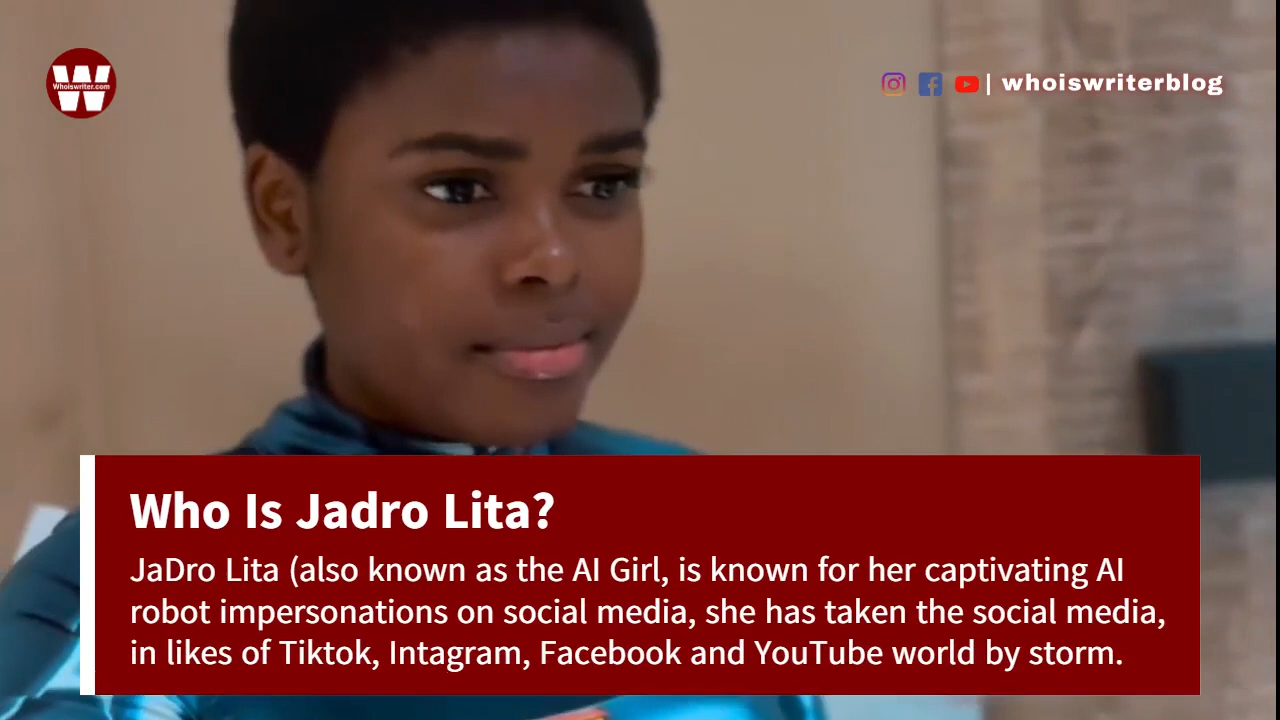 W
Whoiswriter.com
| whoiswriterblog
Who Is Jadro Lita?
JaDro Lita (also known as the AI Girl, is known for her captivating AI
robot impersonations on social media, she has taken the social media,
in likes of Tiktok, Intagram, Facebook and YouTube world by storm.